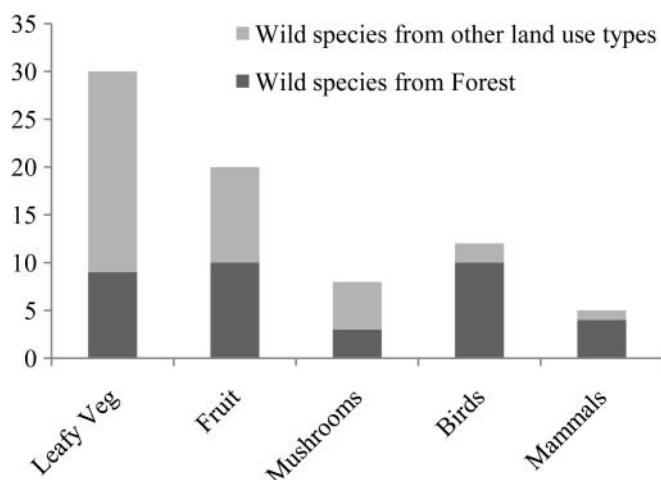 35
30
25
20
15
10
5
0
Wild species from other land use types
Wild species from Forest
Leafy Veg
Fruit
Mushrooms
Birds
Mammals